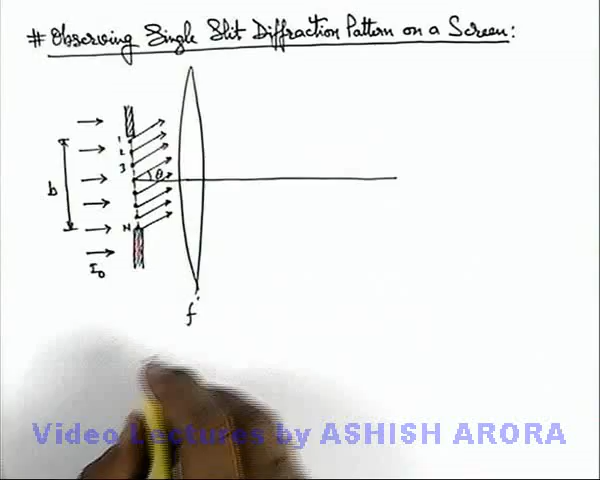 # Observing Single Slit Diffraction Pattern on a Screen:
1
2
3
θ
b
N
I₀
f
Video Lectures by ASHISH ARORA